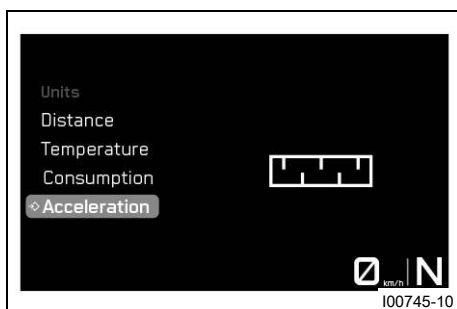 Units
Distance
Temperature
Consumption
Acceleration
0 km/h N
I00745-10